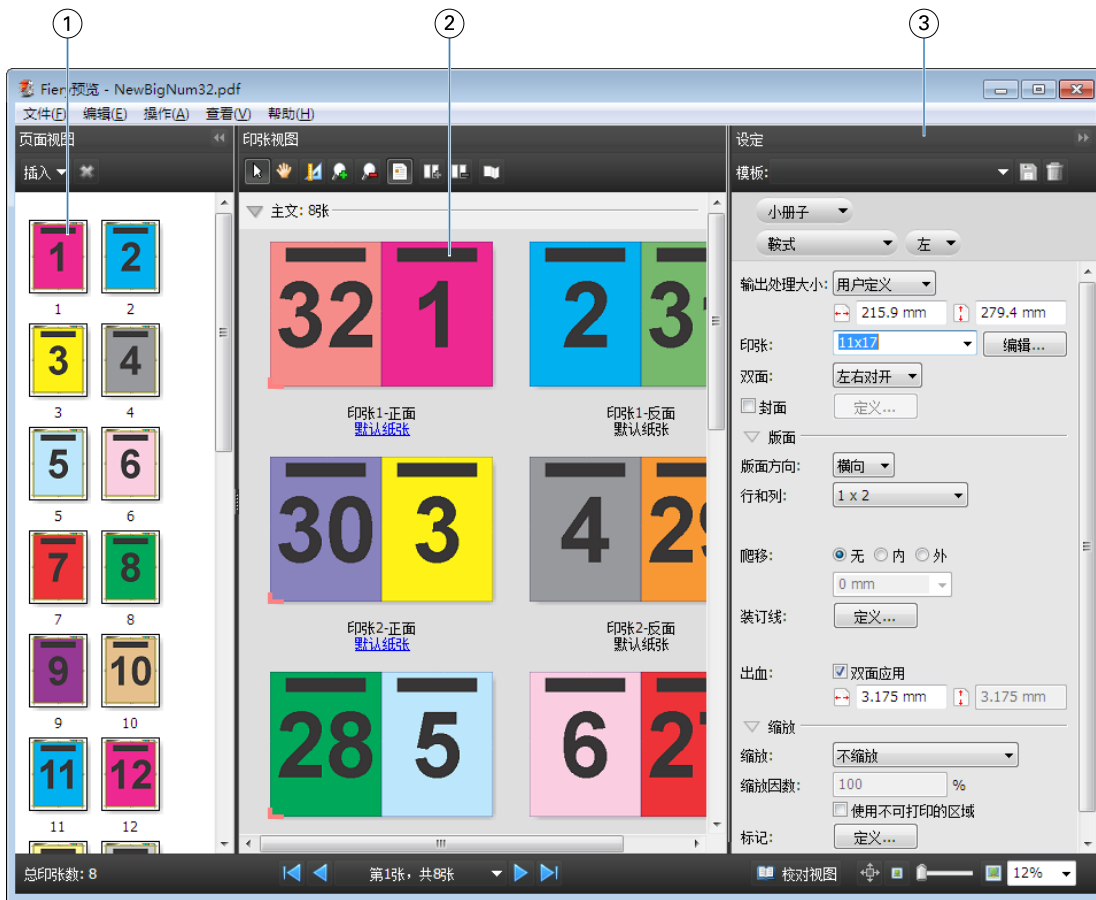 1
2
3
Fiery预览 - NewBigNum32.pdf
文件(F) 编辑(E) 操作(A) 查看(V) 帮助(H)
页面视图
印张视图
设定
插入
模板:
1
2
1
2
3
4
3
4
5
6
5
6
7
8
7
8
9
10
9
10
11
12
11
12
主文: 8张
32 1
2
印张1-正面
默认纸张
印张1-反面
默认纸张
30 3
4
印张2-正面
默认纸张
印张2-反面
默认纸张
28 5
6
小册子
鞍式
左
输出处理大小: 用户定义
215.9 mm 279.4 mm
印张: 11x17 编辑...
双面: 左右对开
封面 定义...
版面
版面方向: 横向
行和列: 1 x 2
爬移: 无 内 外
0 mm
装订线: 定义...
出血: 双面应用
3.175 mm 3.175 mm
缩放
缩放: 不缩放
缩放因数: 100 %
使用不可打印的区域
标记: 定义...
总印张数: 8
第1张，共8张
校对视图
12%